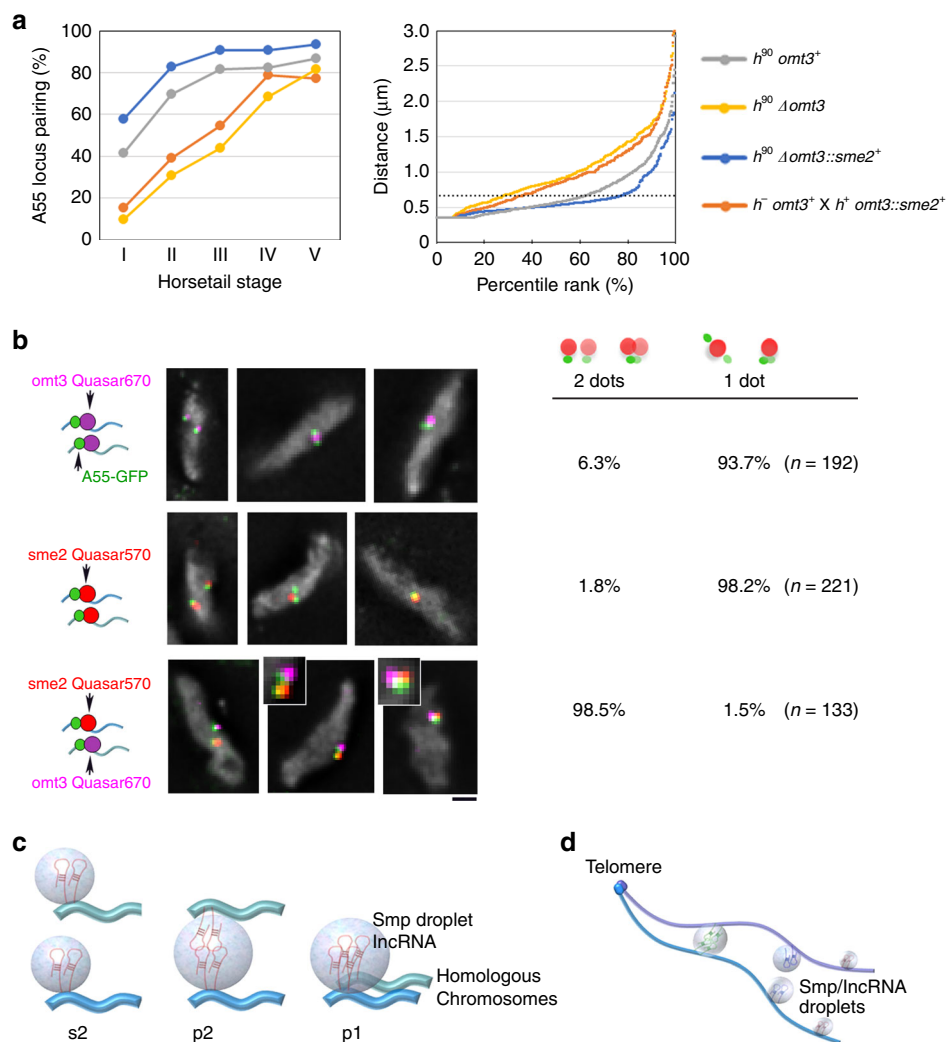 a
A55 locus pairing (%)
100
80
60
40
20
0
I II III IV V
Horsetail stage
Distance (μm)
3.0
2.5
2.0
1.5
1.0
0.5
0.0
0 20 40 60 80 100
Percentile rank (%)
h⁹⁰ omt3⁺
h⁹⁰ Δomt3
h⁹⁰ Δomt3::sme2⁺
h⁻ omt3⁺ X h⁺ omt3::sme2⁺
b
omt3 Quasar670
A55-GFP
sme2 Quasar570
sme2 Quasar570
omt3 Quasar670
2 dots 1 dot
6.3% 93.7% (n = 192)
1.8% 98.2% (n = 221)
98.5% 1.5% (n = 133)
c
Smp droplet
lncRNA
Homologous
Chromosomes
s2 p2 p1
d
Telomere
Smp/lncRNA
droplets